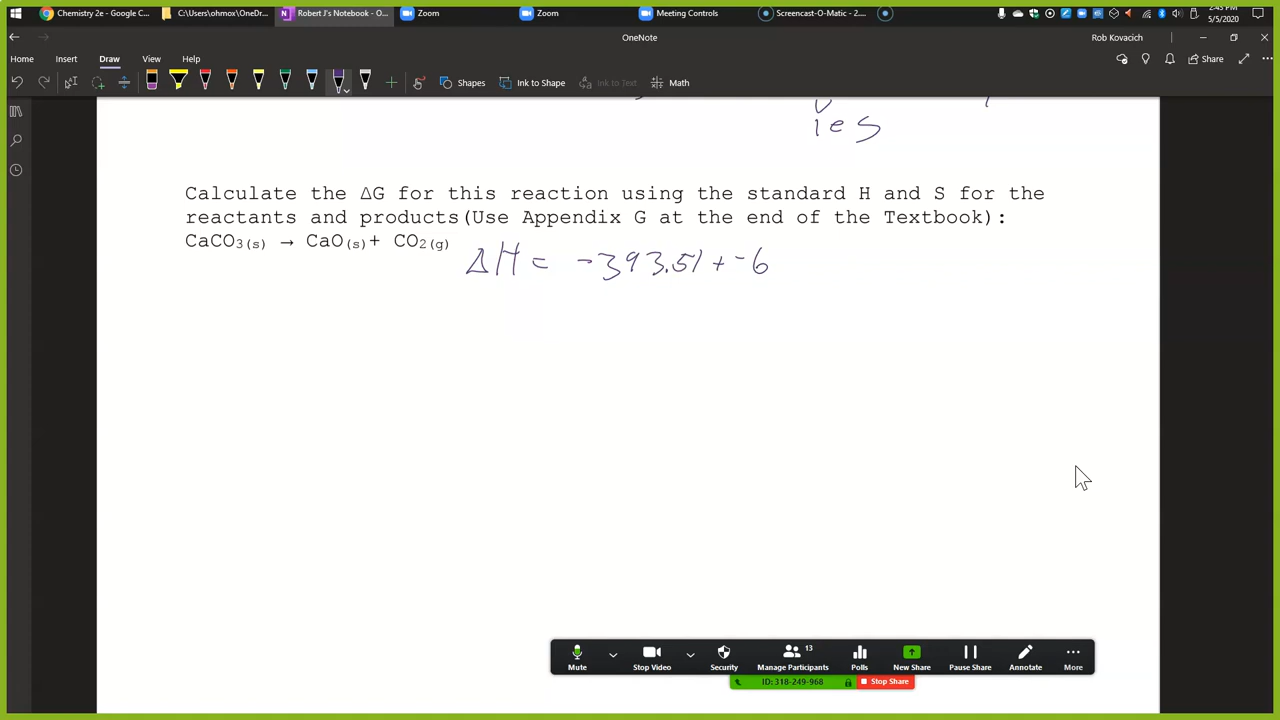 Chemistry 2e - Google C...
C:\Users\ohmox\OneDr...
Robert J's Notebook - O...
Zoom
Zoom
Meeting Controls
Screencast-O-Matic - 2....
5/5/2020
OneNote
Rob Kovacich
Home Insert Draw View Help
Share
Shapes Ink to Shape Ink to Text Math
ies
Calculate the ΔG for this reaction using the standard H and S for the
reactants and products(Use Appendix G at the end of the Textbook):
CaCO3(s) → CaO(s)+ CO2(g)
ΔH = -393.51 + -6
13
Mute Stop Video Security Manage Participants Polls New Share Pause Share Annotate More
ID: 318-249-968 Stop Share